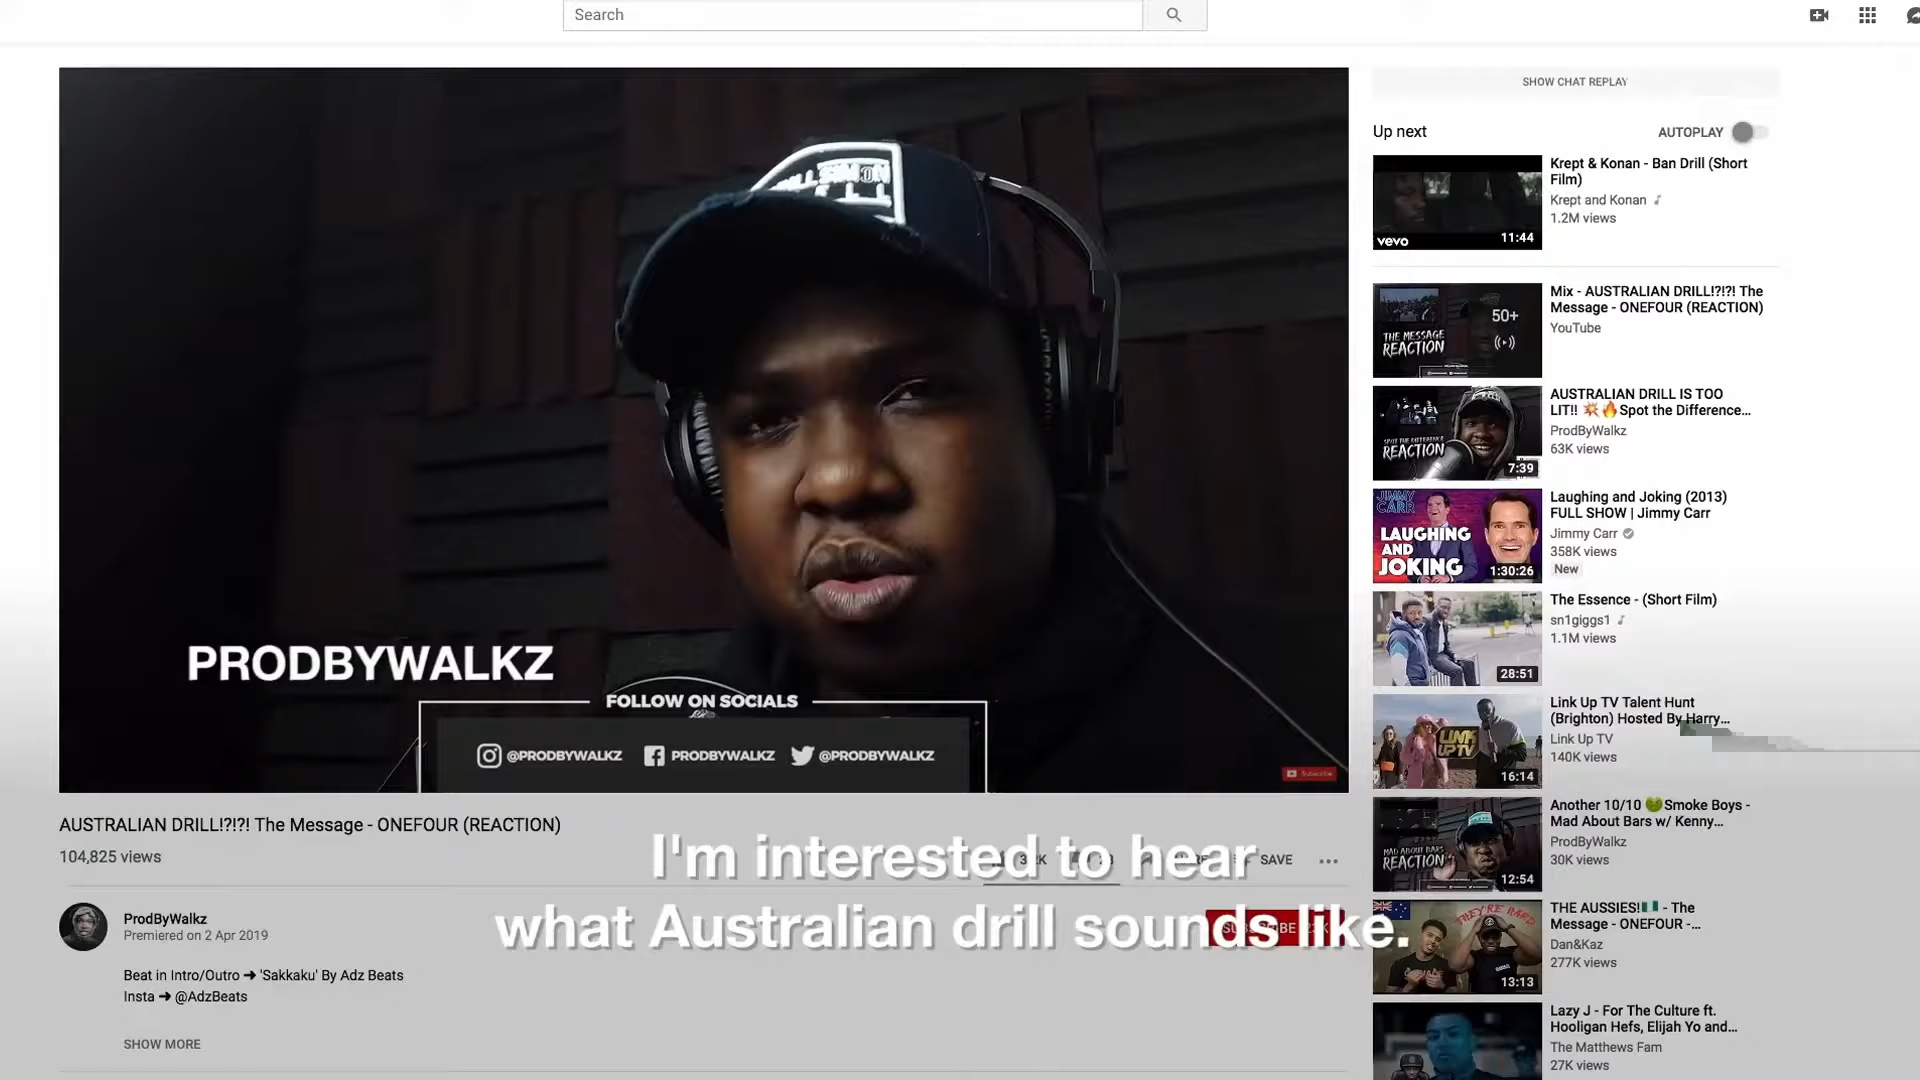 Search
SHOW CHAT REPLAY
Up next
AUTOPLAY
Krept & Konan - Ban Drill (Short
Film)
Krept and Konan
1.2M views
vevo
11:44
Mix - AUSTRALIAN DRILL!?!?! The
Message - ONEFOUR (REACTION)
YouTube
50+
THE MESSAGE
REACTION
AUSTRALIAN DRILL IS TOO
LIT!! 💥🔥Spot the Difference...
ProdByWalkz
63K views
SPOT THE DIFFERENCE
REACTION
7:39
Laughing and Joking (2013)
FULL SHOW | Jimmy Carr
Jimmy Carr
358K views
New
JIMMY
CARR
LAUGHING
AND
JOKING
1:30:26
The Essence - (Short Film)
sn1giggs1
1.1M views
28:51
Link Up TV Talent Hunt
(Brighton) Hosted By Harry...
Link Up TV
140K views
LINK
UP TV
16:14
Another 10/10 🤢Smoke Boys -
Mad About Bars w/ Kenny...
ProdByWalkz
30K views
MAD ABOUT BARS
REACTION
12:54
THE AUSSIES!🇳🇬 - The
Message - ONEFOUR -...
Dan&Kaz
277K views
THEY'RE HARD
13:13
Lazy J - For The Culture ft.
Hooligan Hefs, Elijah Yo and...
The Matthews Fam
27K views
PRODBYWALKZ
FOLLOW ON SOCIALS
@PRODBYWALKZ PRODBYWALKZ @PRODBYWALKZ
Subscribe
AUSTRALIAN DRILL!?!?! The Message - ONEFOUR (REACTION)
104,825 views
SAVE
I'm interested to hear
what Australian drill sounds like.
ProdByWalkz
Premiered on 2 Apr 2019
Beat in Intro/Outro ➜ 'Sakkaku' By Adz Beats
Insta ➜ @AdzBeats
SHOW MORE